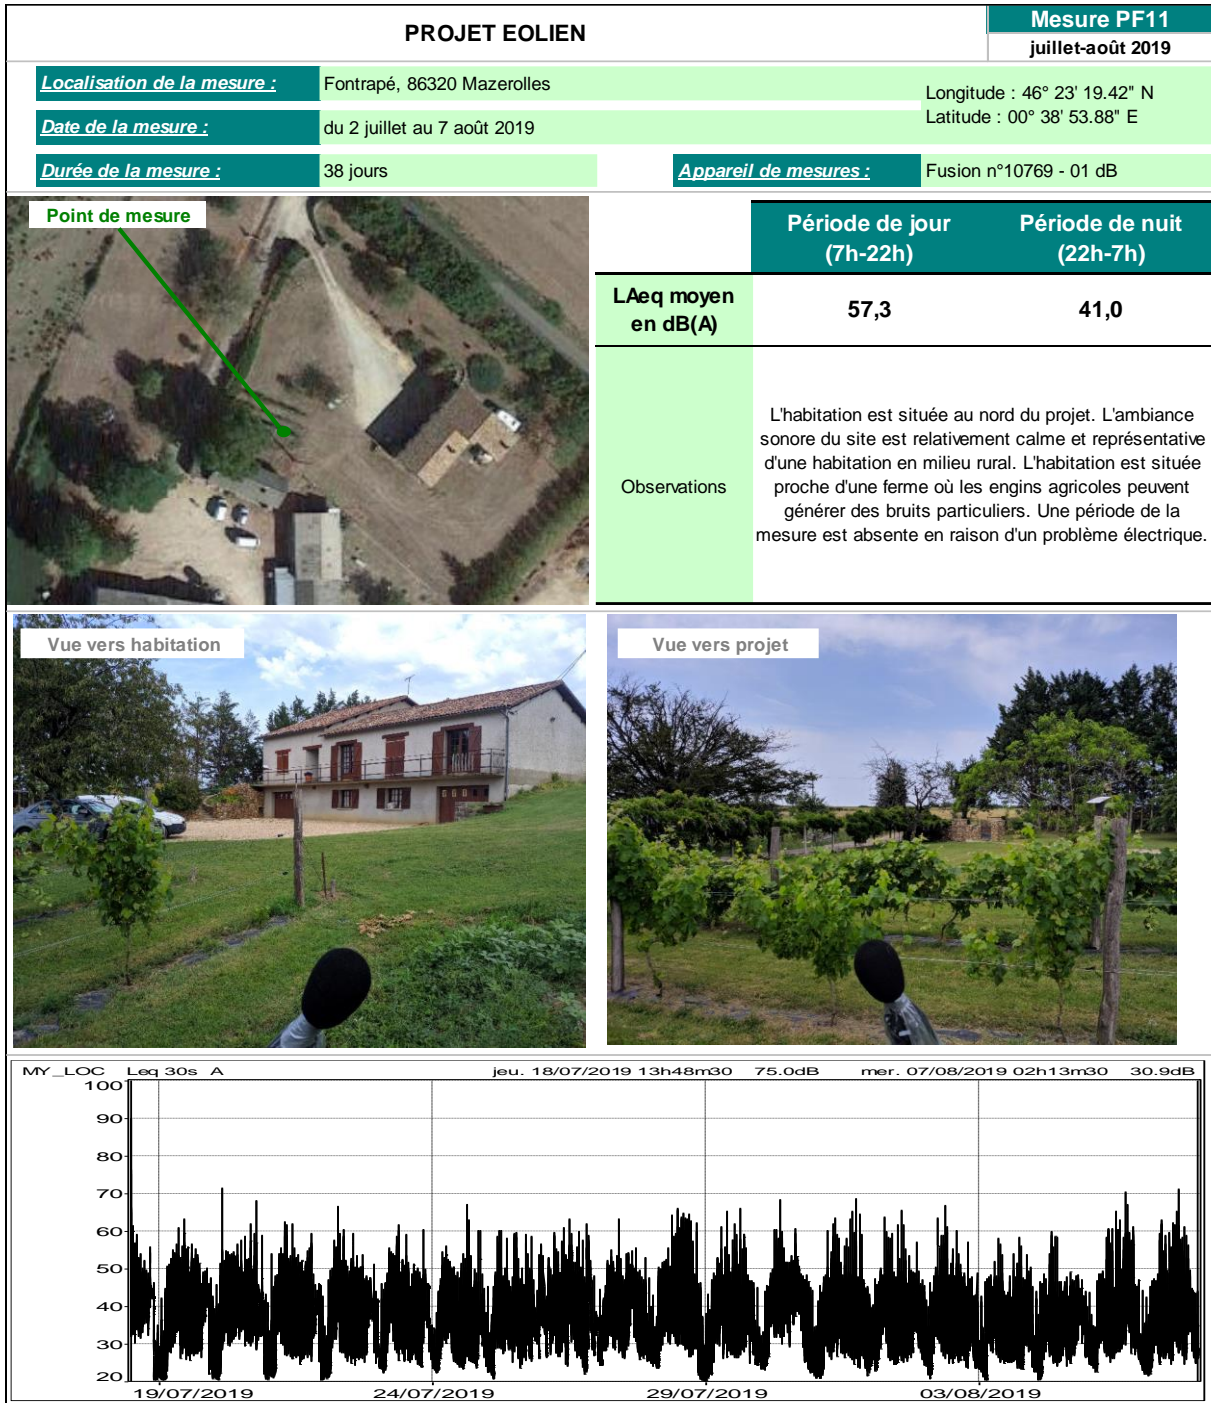 PROJET EOLIEN
Mesure PF11
juillet-août 2019
Localisation de la mesure :
Fontrapé, 86320 Mazerolles
Longitude : 46° 23' 19.42" N
Latitude : 00° 38' 53.88" E
Date de la mesure :
du 2 juillet au 7 août 2019
Durée de la mesure :
38 jours
Appareil de mesures :
Fusion n°10769 - 01 dB
Point de mesure
Période de jour
(7h-22h)
Période de nuit
(22h-7h)
LAeq moyen
en dB(A)
57,3
41,0
Observations
L'habitation est située au nord du projet. L'ambiance
sonore du site est relativement calme et représentative
d'une habitation en milieu rural. L'habitation est située
proche d'une ferme où les engins agricoles peuvent
générer des bruits particuliers. Une période de la
mesure est absente en raison d'un problème électrique.
Vue vers habitation
Vue vers projet
MY_LOC Leq 30s A jeu. 18/07/2019 13h48m30 75.0dB mer. 07/08/2019 02h13m30 30.9dB
100
90
80
70
60
50
40
30
20
19/07/2019 24/07/2019 29/07/2019 03/08/2019